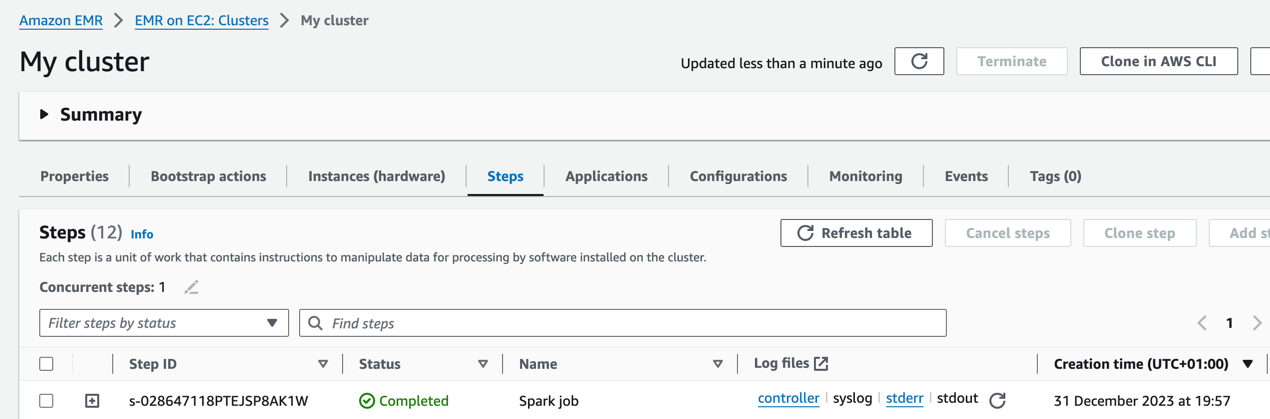 Amazon EMR > EMR on EC2: Clusters > My cluster
My cluster
Updated less than a minute ago
Terminate
Clone in AWS CLI
Summary
Properties Bootstrap actions Instances (hardware) Steps Applications Configurations Monitoring Events Tags (0)
Steps (12) Info
Refresh table
Cancel steps
Clone step
Add st
Each step is a unit of work that contains instructions to manipulate data for processing by software installed on the cluster.
Concurrent steps: 1
Filter steps by status
Find steps
1
Step ID Status Name Log files Creation time (UTC+01:00)
s-028647118PTEJSP8AK1W Completed Spark job controller | syslog | stderr | stdout 31 December 2023 at 19:57